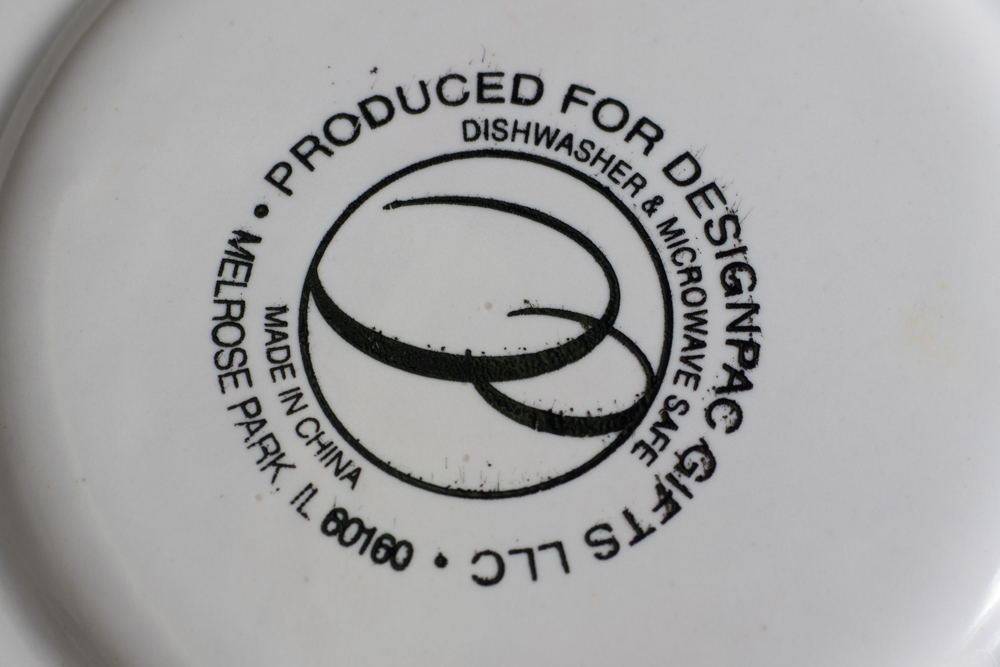 • PRODUCED FOR DESIGNPAC GIFTS LLC •
MELROSE PARK, IL 60160
DISHWASHER & MICROWAVE SAFE
MADE IN CHINA